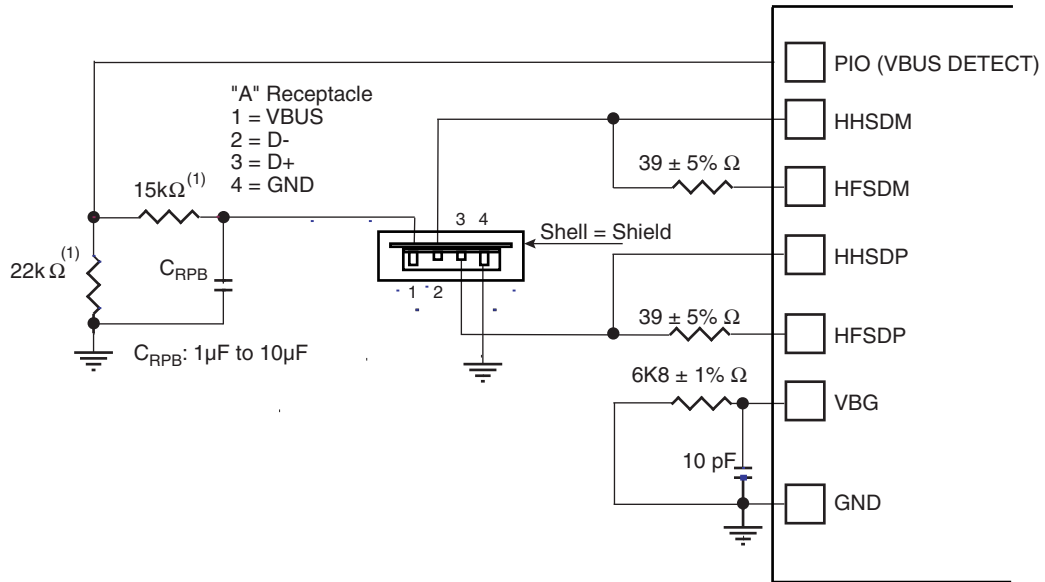 PIO (VBUS DETECT)
"A" Receptacle
1 = VBUS
2 = D-
3 = D+
4 = GND
HHSDM
39 ± 5% Ω
HFSDM
15kΩ(1)
3 4
Shell = Shield
HHSDP
22k Ω(1)
CRPB
1 2
39 ± 5% Ω
HFSDP
CRPB: 1µF to 10µF
6K8 ± 1% Ω
VBG
10 pF
GND